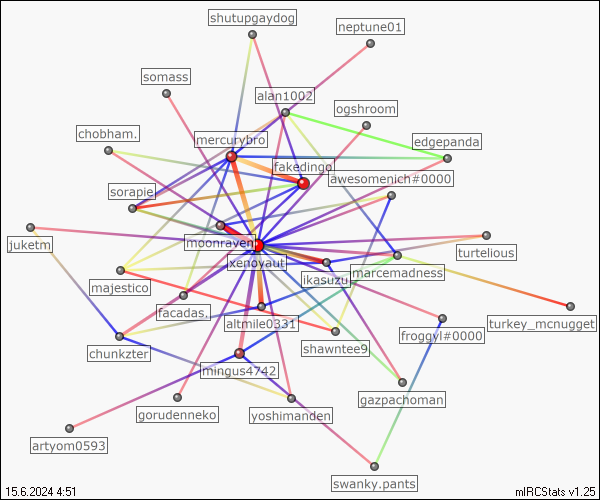 shutupgaydog
neptune01
somass
alan1002
ogshroom
chobham.
mercurybro
edgepanda
fakedingo
awesomenich#0000
sorapie
juketm
moonraven
xenoyaut
turtelious
majestico
ikasuzu
marcemadness
facadas.
altmile0331
turkey_mcnugget
froggyl#0000
chunkzter
shawntee9
mingus4742
gazpachoman
gorudenneko
yoshimanden
artyom0593
swanky.pants
15.6.2024 4:51
mIRCStats v1.25